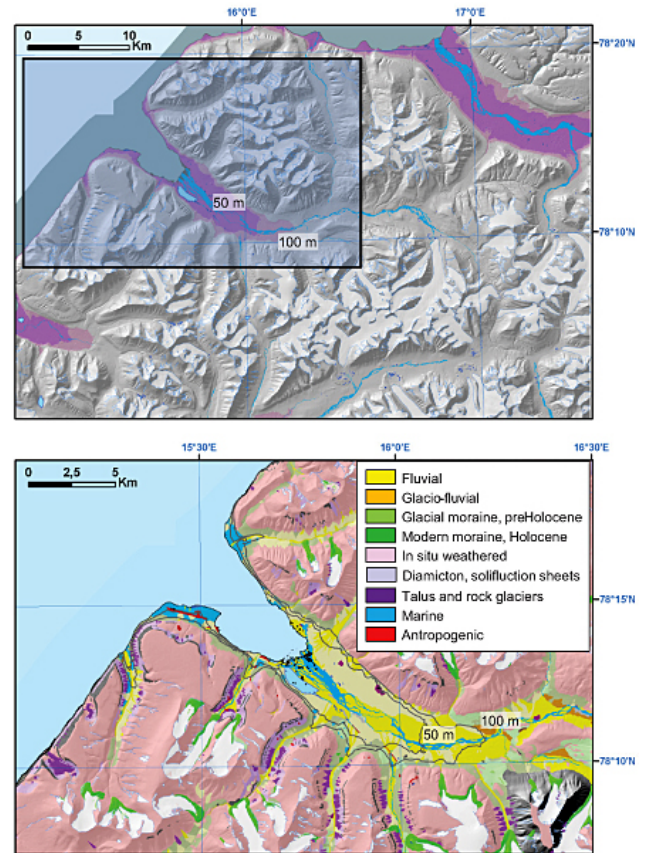 16°0'E 17°0'E
0 5 10
Km
78°20'N
50 m
78°10'N
100 m
15°30'E 16°0'E 16°30'E
0 2,5 5
Km
Fluvial
Glacio-fluvial
Glacial moraine, preHolocene
Modern moraine, Holocene
In situ weathered
Diamicton, solifluction sheets
Talus and rock glaciers
Marine
Antropogenic
78°15'N
100 m
50 m
78°10'N